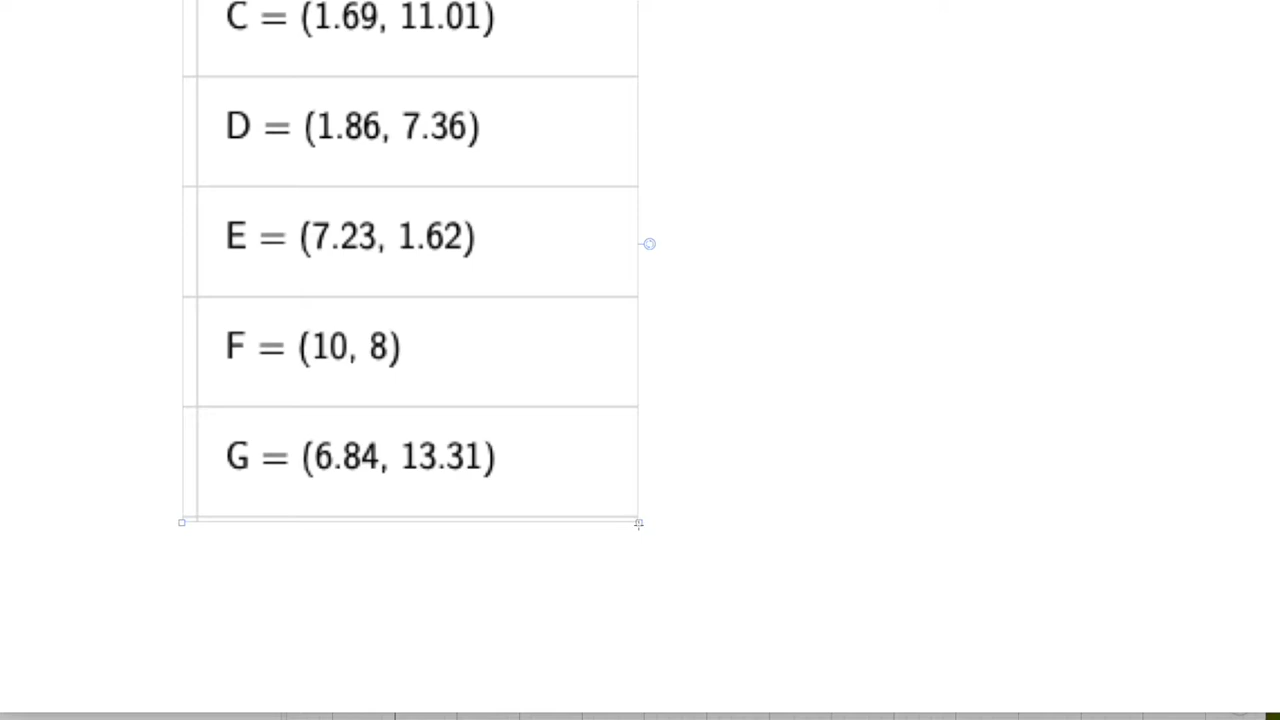 C = (1.69, 11.01)
D = (1.86, 7.36)
E = (7.23, 1.62)
F = (10, 8)
G = (6.84, 13.31)